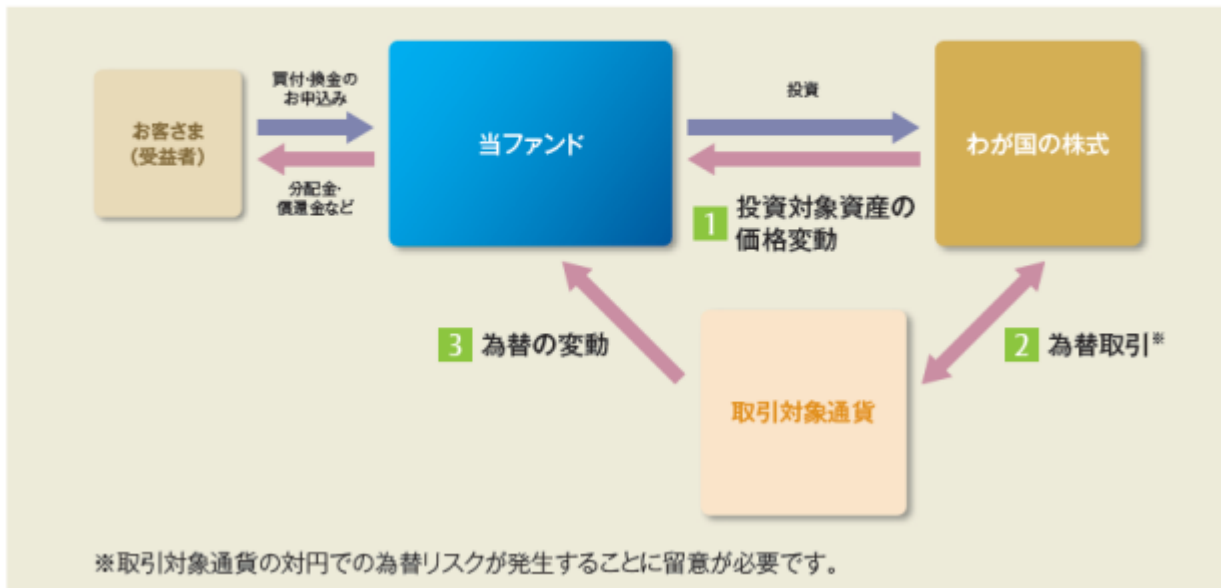 買付・換金の
お申込み
投資
お客さま
(受益者)
当ファンド
わが国の株式
分配金・
償還金など
1 投資対象資産の
価格変動
3 為替の変動
2 為替取引※
取引対象通貨
※取引対象通貨の対円での為替リスクが発生することに留意が必要です。